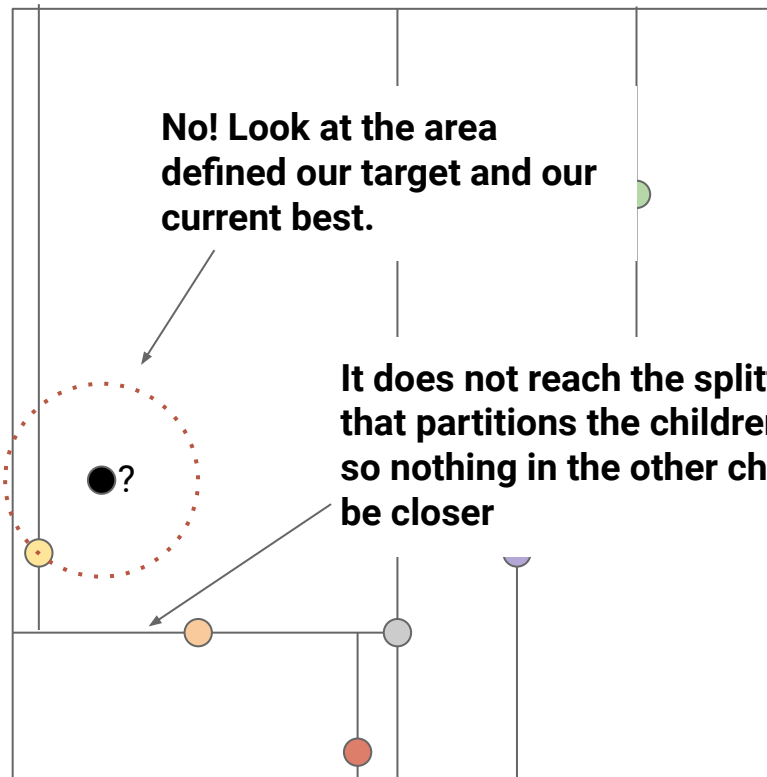 No! Look at the area
defined our target and our
current best.
It does not reach the split
that partitions the children
so nothing in the other
be closer
?